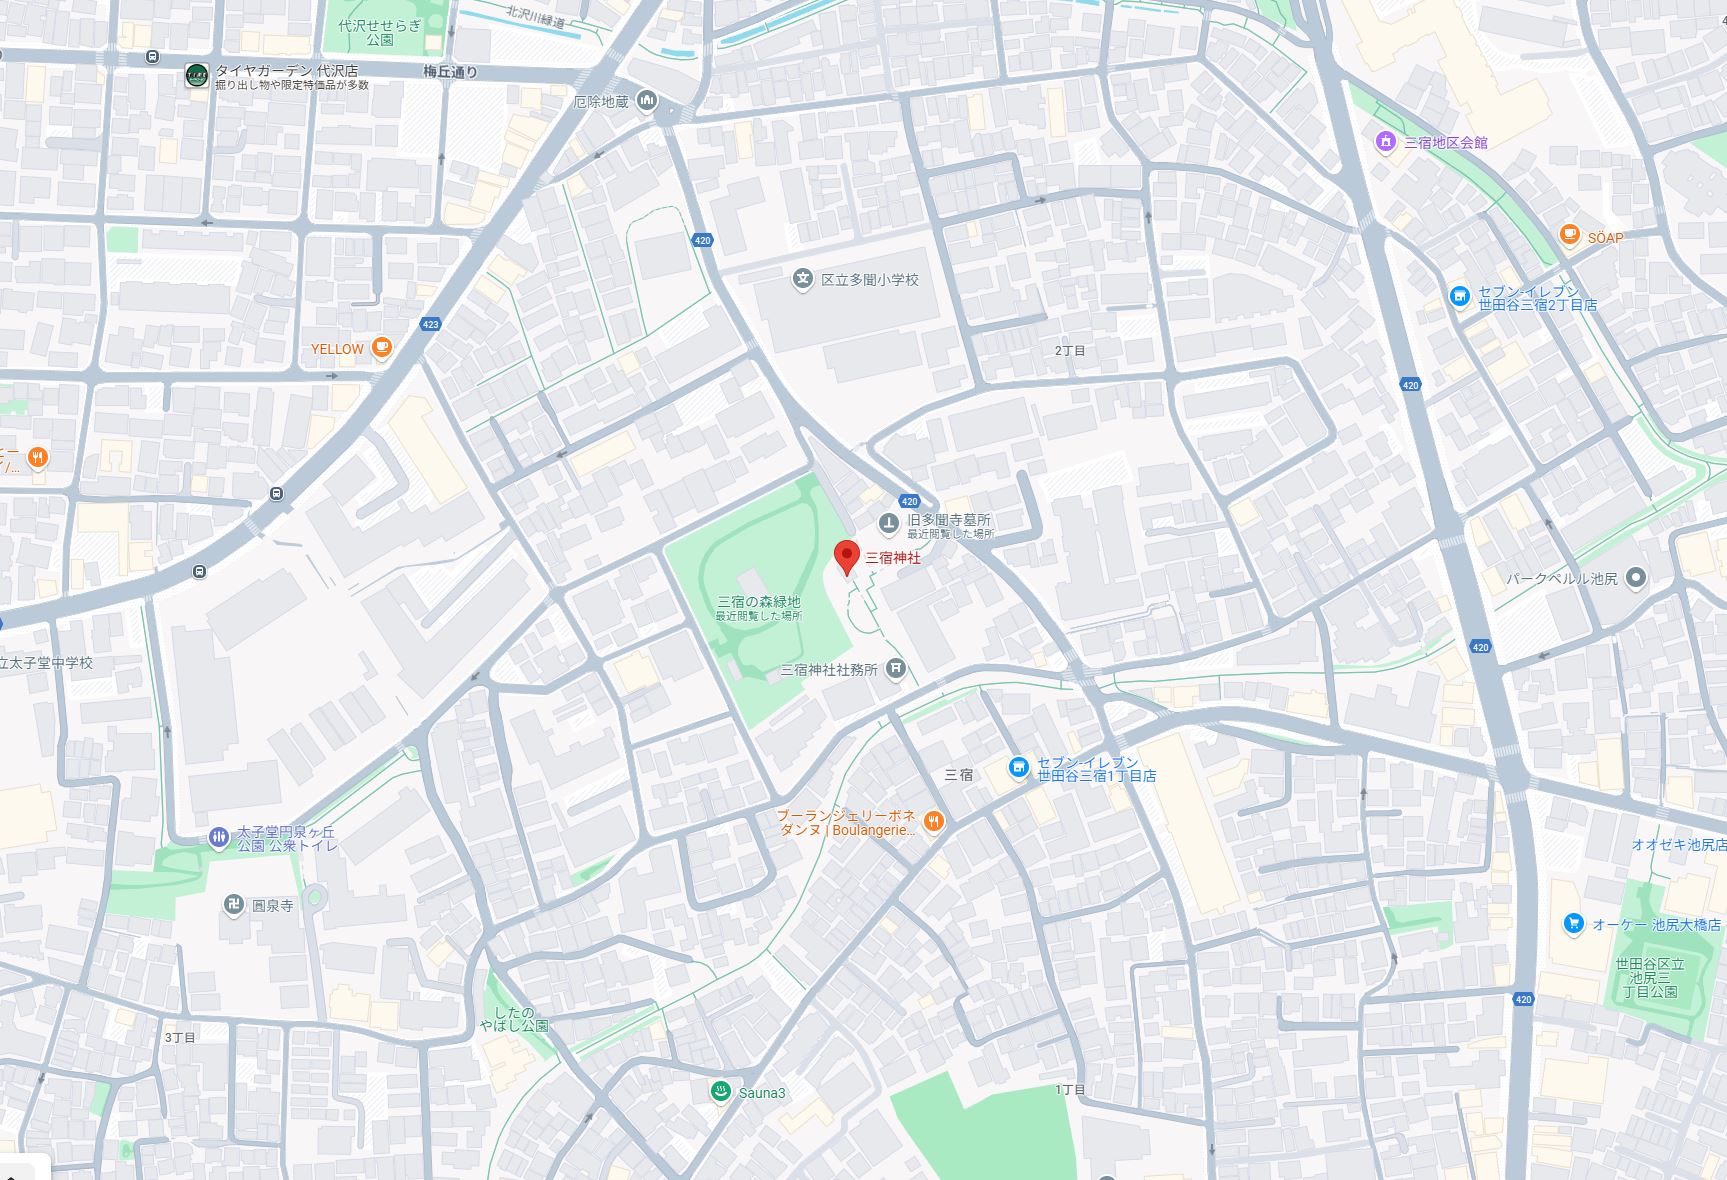 代沢せせらぎ
公園
北沢川緑道
タイヤガーデン 代沢店
掘り出し物や限定特価品が多数
梅丘通り
厄除地蔵
三宿地区会館
SÖAP
420
区立多聞小学校
セブン-イレブン
世田谷三宿2丁目店
423
YELLOW
2丁目
420
420
旧多聞寺墓所
最近閲覧した場所
三宿神社
三宿の森緑地
最近閲覧した場所
パークベルル池尻
立太子堂中学校
三宿神社社務所
420
三宿
セブン-イレブン
世田谷三宿1丁目店
ブーランジェリーボネ
ダンヌ | Boulangerie...
太子堂円泉ヶ丘
公園 公衆トイレ
オオゼキ池尻店
圓泉寺
オーケー 池尻大橋店
世田谷区立
池尻三
丁目公園
420
したの
やばし公園
3丁目
Sauna3
1丁目